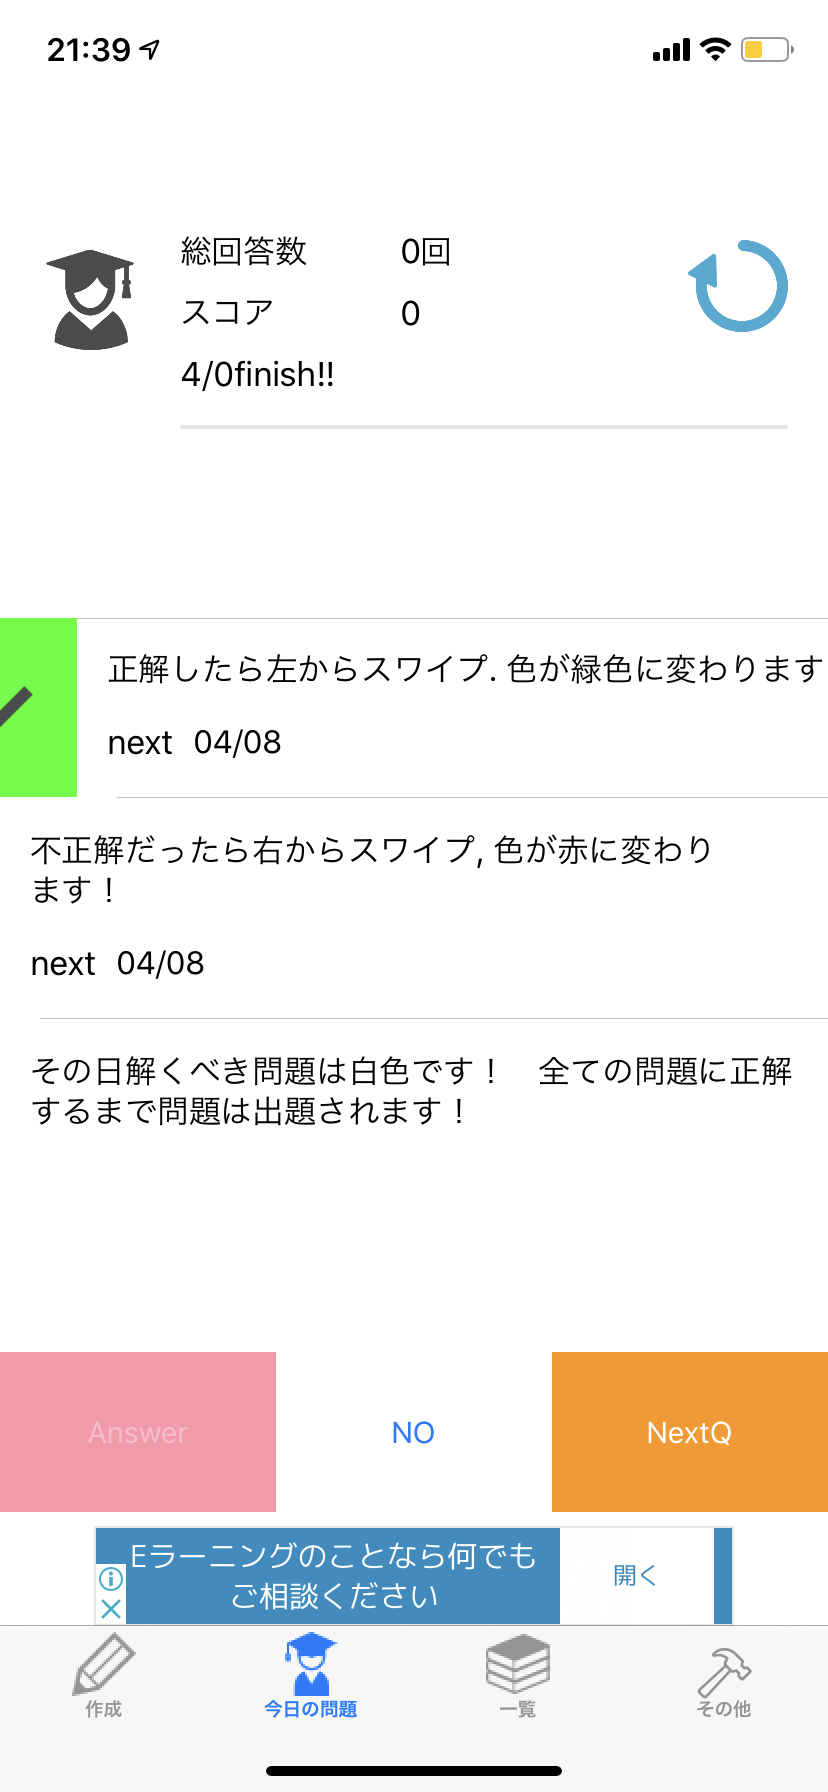 21:39
総回答数 0回
スコア 0
4/0finish!!
正解したら左からスワイプ. 色が緑色に変わります
next 04/08
不正解だったら右からスワイプ, 色が赤に変わり
ます！
next 04/08
その日解くべき問題は白色です！ 全ての問題に正解
するまで問題は出題されます！
Answer NO NextQ
Eラーニングのことなら何でも
ご相談ください
開く
作成 今日の問題 一覧 その他